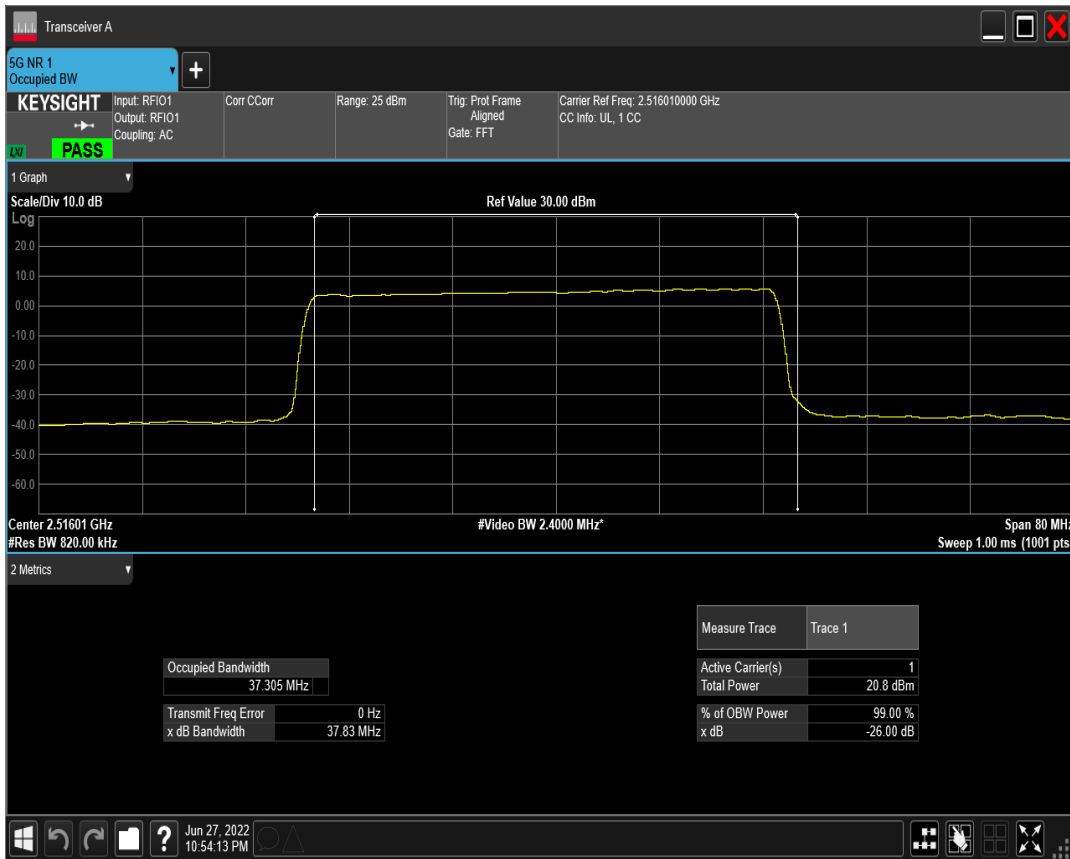 Transceiver A
5G NR 1
Occupied BW
+
KEYSIGHT
LXI
PASS
Input: RFIO1
Output: RFIO1
Coupling: AC
Corr CCorr
Range: 25 dBm
Trig: Prot Frame
Aligned
Gate: FFT
Carrier Ref Freq: 2.516010000 GHz
CC Info: UL, 1 CC
1 Graph
Scale/Div 10.0 dB
Ref Value 30.00 dBm
Log
20.0
10.0
0.00
-10.0
-20.0
-30.0
-40.0
-50.0
-60.0
Center 2.51601 GHz
#Video BW 2.4000 MHz*
Span 80 MHz
#Res BW 820.00 kHz
Sweep 1.00 ms (1001 pts
2 Metrics
Measure Trace Trace 1
Occupied Bandwidth
37.305 MHz
Active Carrier(s) 1
Total Power 20.8 dBm
Transmit Freq Error 0 Hz
x dB Bandwidth 37.83 MHz
% of OBW Power 99.00 %
x dB -26.00 dB
?
Jun 27, 2022
10:54:13 PM